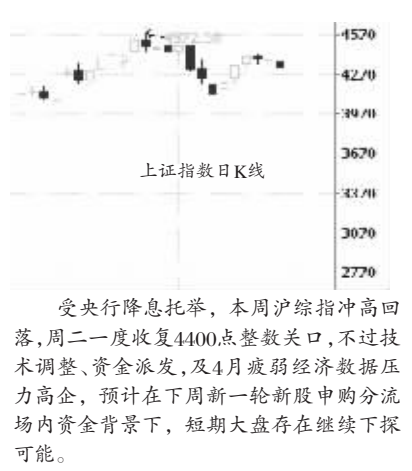 4570
4270
3970
3670
上证指数日K线
3370
3070
2770
受央行降息托举，本周沪综指冲高回
落,周二一度收复4400点整数关口,不过技
术调整、资金派发,及4月疲弱经济数据压
力高企，预计在下周新一轮新股申购分流
场内资金背景下，短期大盘存在继续下探
可能。